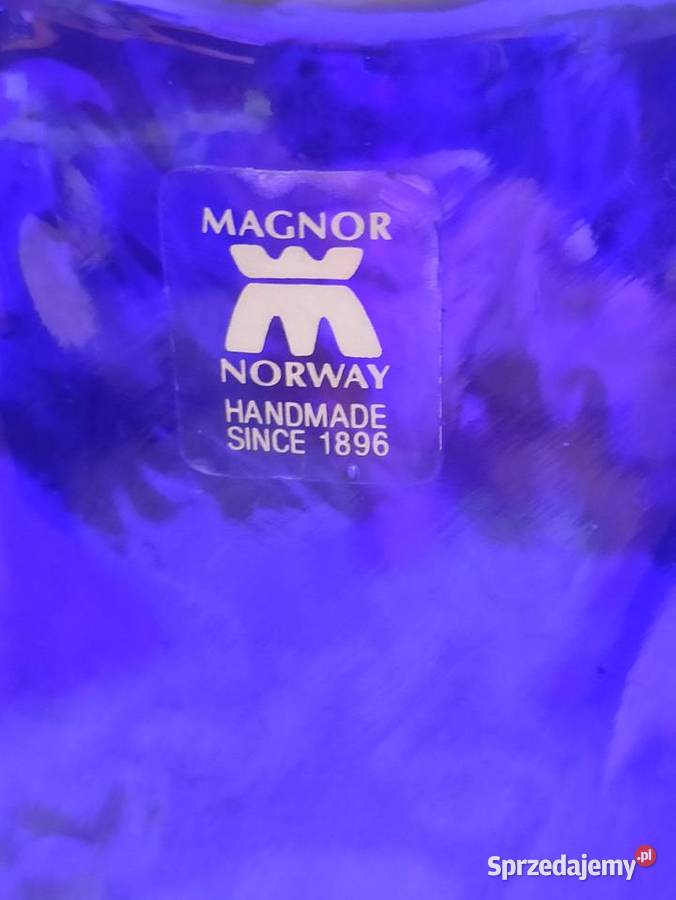 MAGNOR
NORWAY
HANDMADE
SINCE 1896
Sprzedajemy.pl